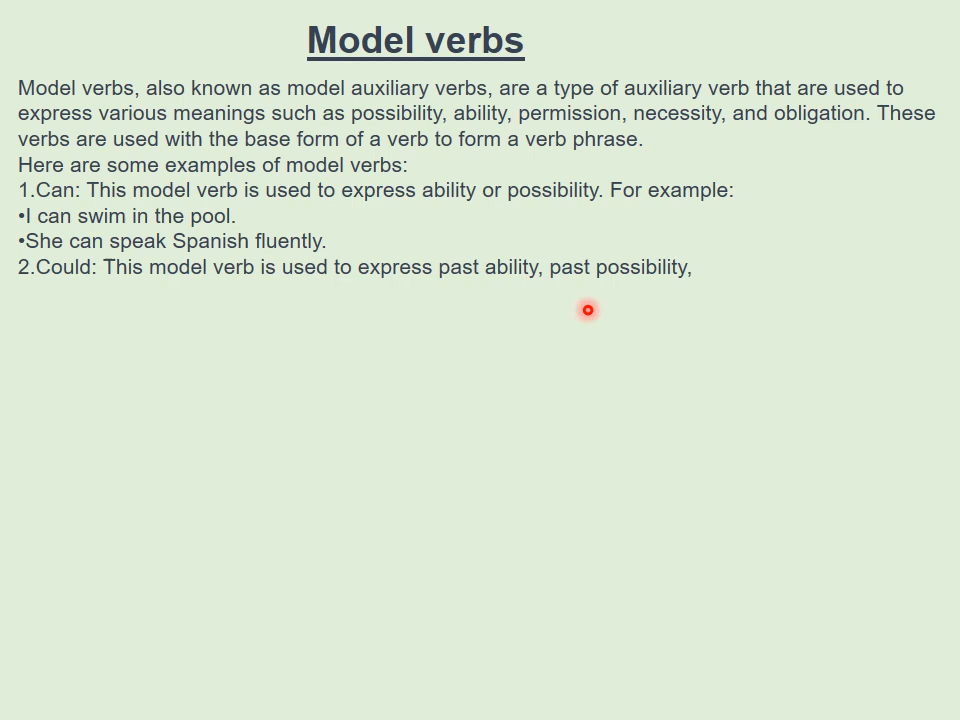 Model verbs
Model verbs, also known as model auxiliary verbs, are a type of auxiliary verb that are used to
express various meanings such as possibility, ability, permission, necessity, and obligation. These
verbs are used with the base form of a verb to form a verb phrase.
Here are some examples of model verbs:
1.Can: This model verb is used to express ability or possibility. For example:
•I can swim in the pool.
•She can speak Spanish fluently.
2.Could: This model verb is used to express past ability, past possibility,